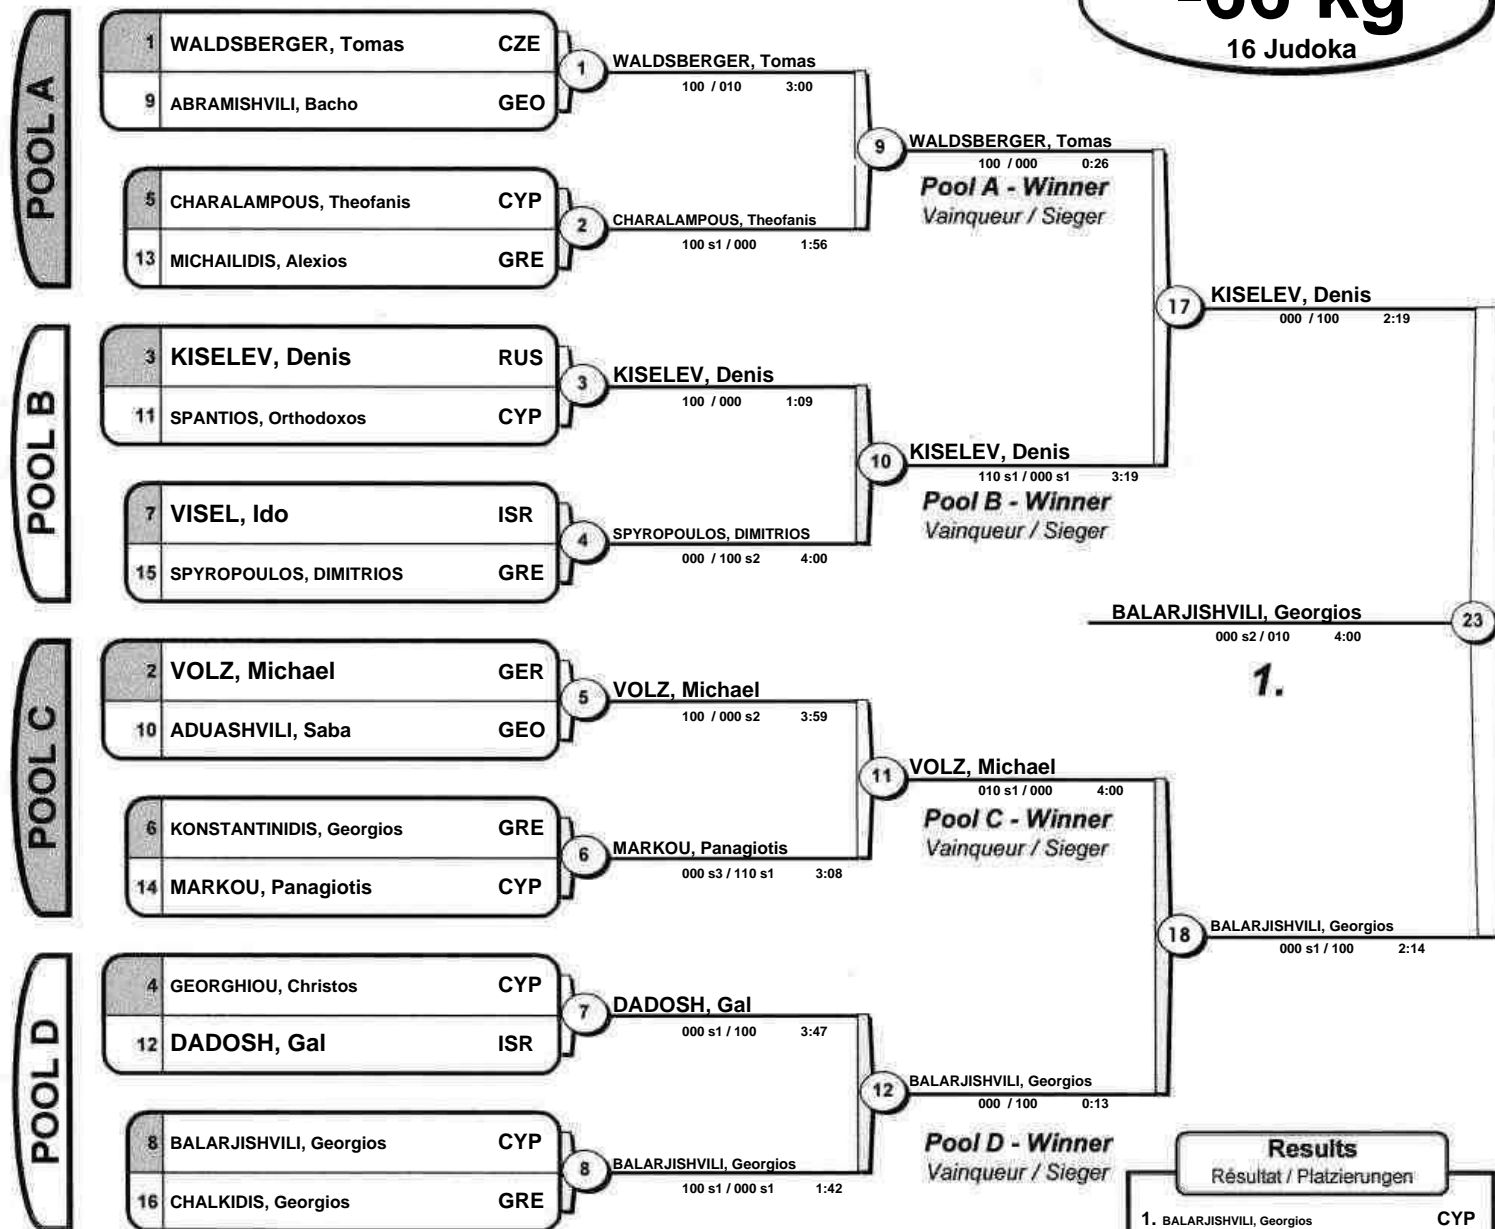 -66 kg
16 Judoka
POOL A
1 WALDSBERGER, Tomas CZE
9 ABRAMISHVILI, Bacho GEO
1
WALDSBERGER, Tomas
100 / 010 3:00
5 CHARALAMPOUS, Theofanis CYP
13 MICHAILIDIS, Alexios GRE
2
CHARALAMPOUS, Theofanis
100 s1 / 000 1:56
9
WALDSBERGER, Tomas
100 / 000 0:26
Pool A - Winner
Vainqueur / Sieger
POOL B
3 KISELEV, Denis RUS
11 SPANTIOS, Orthodoxos CYP
3
KISELEV, Denis
100 / 000 1:09
7 VISEL, Ido ISR
15 SPYROPOULOS, DIMITRIOS GRE
4
SPYROPOULOS, DIMITRIOS
000 / 100 s2 4:00
10
KISELEV, Denis
110 s1 / 000 s1 3:19
Pool B - Winner
Vainqueur / Sieger
17
KISELEV, Denis
000 / 100 2:19
BALARJISHVILI, Georgios
23
000 s2 / 010 4:00
1.
POOL C
2 VOLZ, Michael GER
10 ADUASHVILI, Saba GEO
5
VOLZ, Michael
100 / 000 s2 3:59
6 KONSTANTINIDIS, Georgios GRE
14 MARKOU, Panagiotis CYP
6
MARKOU, Panagiotis
000 s3 / 110 s1 3:08
11
VOLZ, Michael
010 s1 / 000 4:00
Pool C - Winner
Vainqueur / Sieger
POOL D
4 GEORGHIOU, Christos CYP
12 DADOSH, Gal ISR
7
DADOSH, Gal
000 s1 / 100 3:47
8 BALARJISHVILI, Georgios CYP
16 CHALKIDIS, Georgios GRE
8
BALARJISHVILI, Georgios
100 s1 / 000 s1 1:42
12
BALARJISHVILI, Georgios
000 / 100 0:13
Pool D - Winner
Vainqueur / Sieger
18
BALARJISHVILI, Georgios
000 s1 / 100 2:14
Results
Résultat / Platzierungen
1. BALARJISHVILI, Georgios CYP